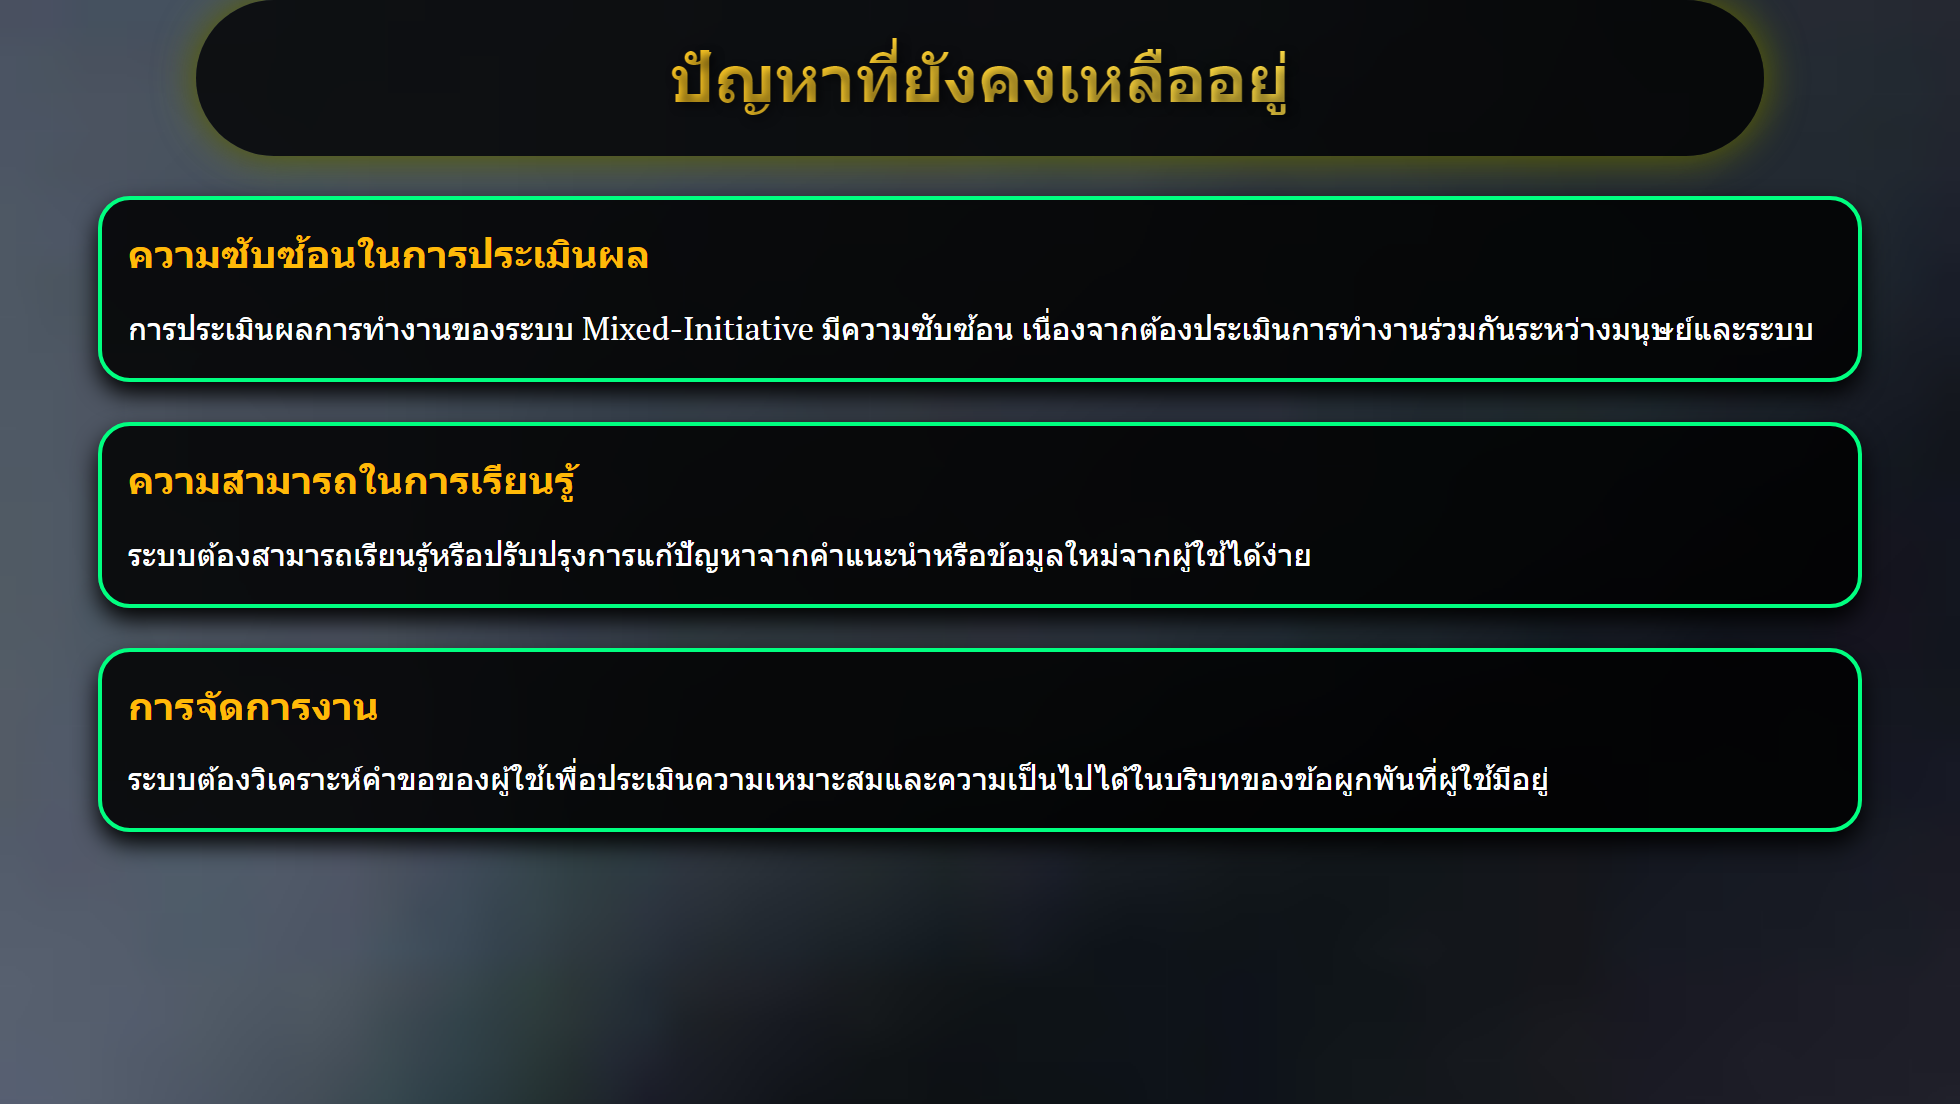 ปัญหาที่ยังคงเหลืออยู่
ความซับซ้อนในการประเมินผล
การประเมินผลการทำงานของระบบ Mixed-Initiative มีความซับซ้อน เนื่องจากต้องประเมินการทำงานร่วมกันระหว่างมนุษย์และระบบ
ความสามารถในการเรียนรู้
ระบบต้องสามารถเรียนรู้หรือปรับปรุงการแก้ปัญหาจากคำแนะนำหรือข้อมูลใหม่จากผู้ใช้ได้ง่าย
การจัดการงาน
ระบบต้องวิเคราะห์คำขอของผู้ใช้เพื่อประเมินความเหมาะสมและความเป็นไปได้ในบริบทของข้อผูกพันที่ผู้ใช้มีอยู่